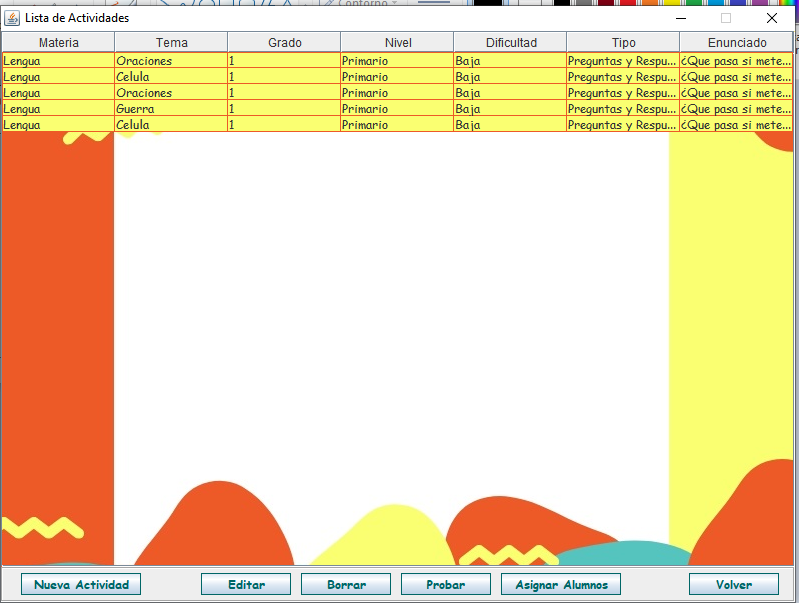 Contorno
Lista de Actividades
Materia Tema Grado Nivel Dificultad Tipo Enunciado
Lengua Oraciones 1 Primario Baja Preguntas y Respu... ¿Que pasa si mete...
Lengua Celula 1 Primario Baja Preguntas y Respu... ¿Que pasa si mete...
Lengua Oraciones 1 Primario Baja Preguntas y Respu... ¿Que pasa si mete...
Lengua Guerra 1 Primario Baja Preguntas y Respu... ¿Que pasa si mete...
Lengua Celula 1 Primario Baja Preguntas y Respu... ¿Que pasa si mete...
Nueva Actividad Editar Borrar Probar Asignar Alumnos Volver